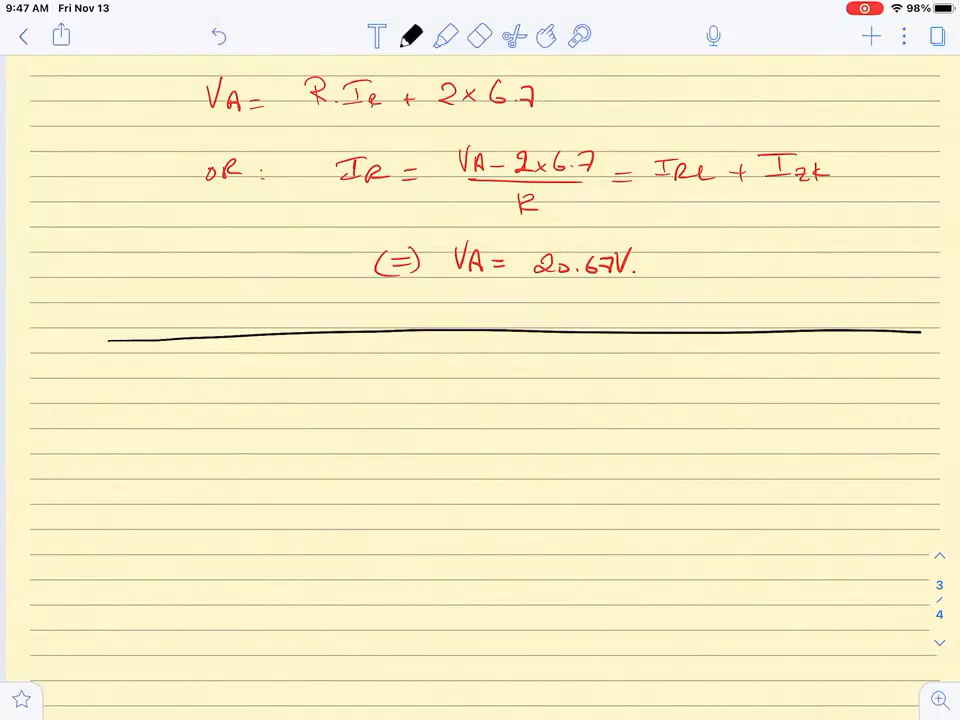 9:47 AM Fri Nov 13 98%
T
VA = R.IR + 2 × 6.7
OR : IR = VA - 2 × 6.7 / R = IRL + Izk
(=) VA = 20.67V.
3
/
4